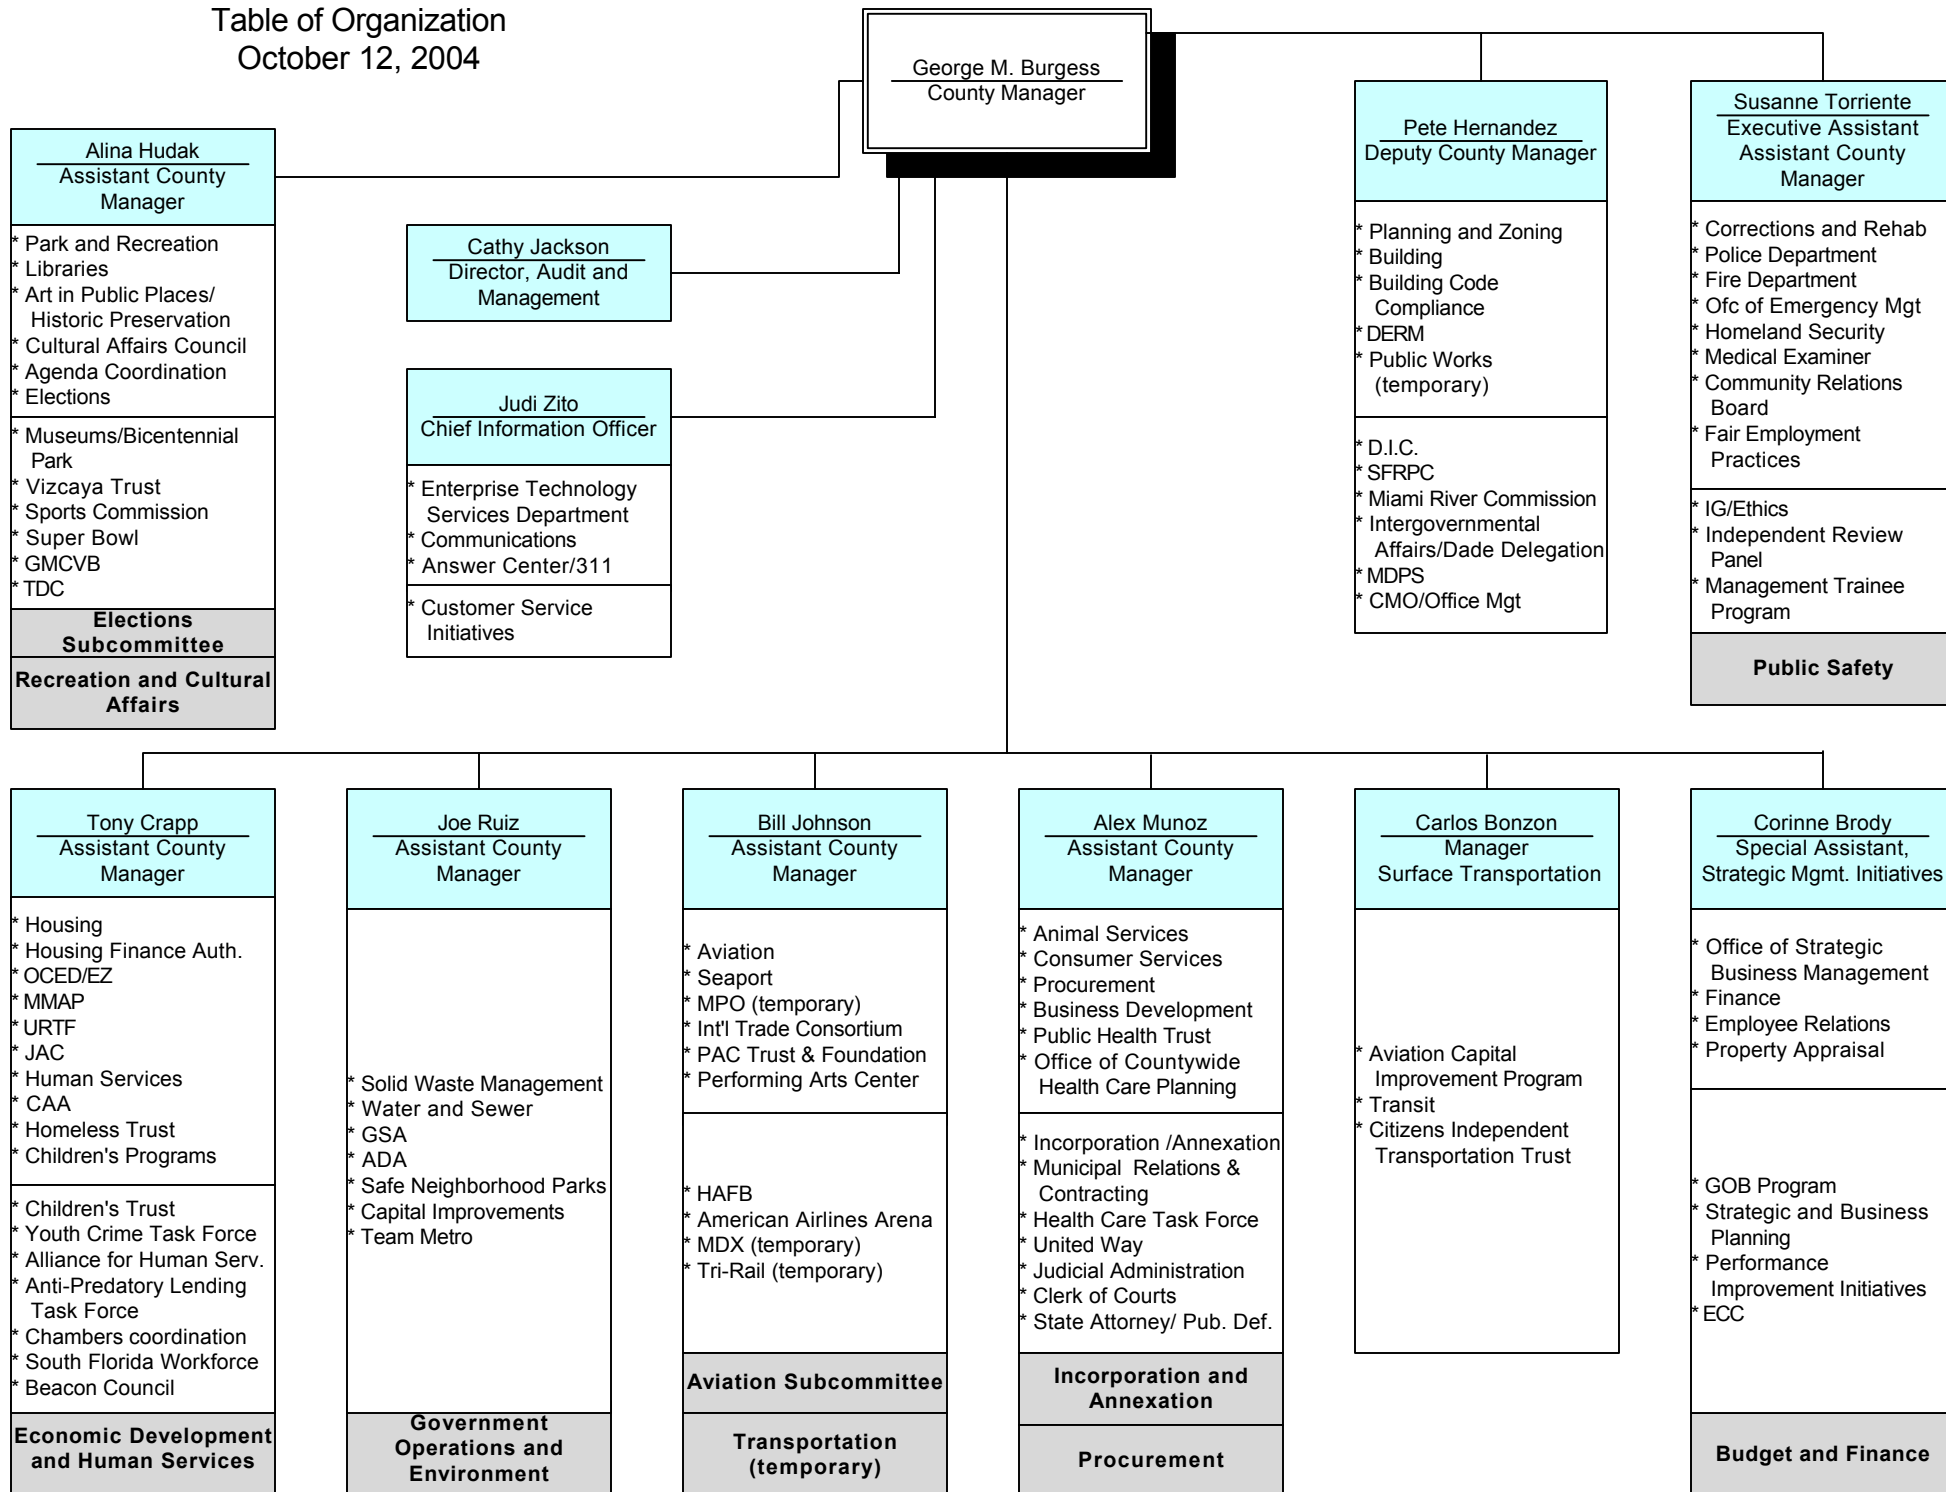 Table of Organization
October 12, 2004
George M. Burgess
County Manager
Alina Hudak
Assistant County
Manager
* Park and Recreation
* Libraries
* Art in Public Places/
Historic Preservation
* Cultural Affairs Council
* Agenda Coordination
* Elections
* Museums/Bicentennial
Park
* Vizcaya Trust
* Sports Commission
* Super Bowl
* GMCVB
* TDC
Elections
Subcommittee
Recreation and Cultural
Affairs
Cathy Jackson
Director, Audit and
Management
Judi Zito
Chief Information Officer
* Enterprise Technology
Services Department
* Communications
* Answer Center/311
* Customer Service
Initiatives
Pete Hernandez
Deputy County Manager
* Planning and Zoning
* Building
* Building Code
Compliance
* DERM
* Public Works
(temporary)
* D.I.C.
* SFRPC
* Miami River Commission
* Intergovernmental
Affairs/Dade Delegation
* MDPS
* CMO/Office Mgt
Susanne Torriente
Executive Assistant
Assistant County
Manager
* Corrections and Rehab
* Police Department
* Fire Department
* Ofc of Emergency Mgt
* Homeland Security
* Medical Examiner
* Community Relations
Board
* Fair Employment
Practices
* IG/Ethics
* Independent Review
Panel
* Management Trainee
Program
Public Safety
Tony Crapp
Assistant County
Manager
* Housing
* Housing Finance Auth.
* OCED/EZ
* MMAP
* URTF
* JAC
* Human Services
* CAA
* Homeless Trust
* Children's Programs
* Children's Trust
* Youth Crime Task Force
* Alliance for Human Serv.
* Anti-Predatory Lending
Task Force
* Chambers coordination
* South Florida Workforce
* Beacon Council
Economic Development
and Human Services
Joe Ruiz
Assistant County
Manager
* Solid Waste Management
* Water and Sewer
* GSA
* ADA
* Safe Neighborhood Parks
* Capital Improvements
* Team Metro
Government
Operations and
Environment
Bill Johnson
Assistant County
Manager
* Aviation
* Seaport
* MPO (temporary)
* Int'l Trade Consortium
* PAC Trust & Foundation
* Performing Arts Center
* HAFB
* American Airlines Arena
* MDX (temporary)
* Tri-Rail (temporary)
Aviation Subcommittee
Transportation
(temporary)
Alex Munoz
Assistant County
Manager
* Animal Services
* Consumer Services
* Procurement
* Business Development
* Public Health Trust
* Office of Countywide
Health Care Planning
* Incorporation /Annexation
* Municipal Relations &
Contracting
* Health Care Task Force
* United Way
* Judicial Administration
* Clerk of Courts
* State Attorney/ Pub. Def.
Incorporation and
Annexation
Procurement
Carlos Bonzon
Manager
Surface Transportation
* Aviation Capital
Improvement Program
* Transit
* Citizens Independent
Transportation Trust
Corinne Brody
Special Assistant,
Strategic Mgmt. Initiatives
* Office of Strategic
Business Management
* Finance
* Employee Relations
* Property Appraisal
* GOB Program
* Strategic and Business
Planning
* Performance
Improvement Initiatives
* ECC
Budget and Finance